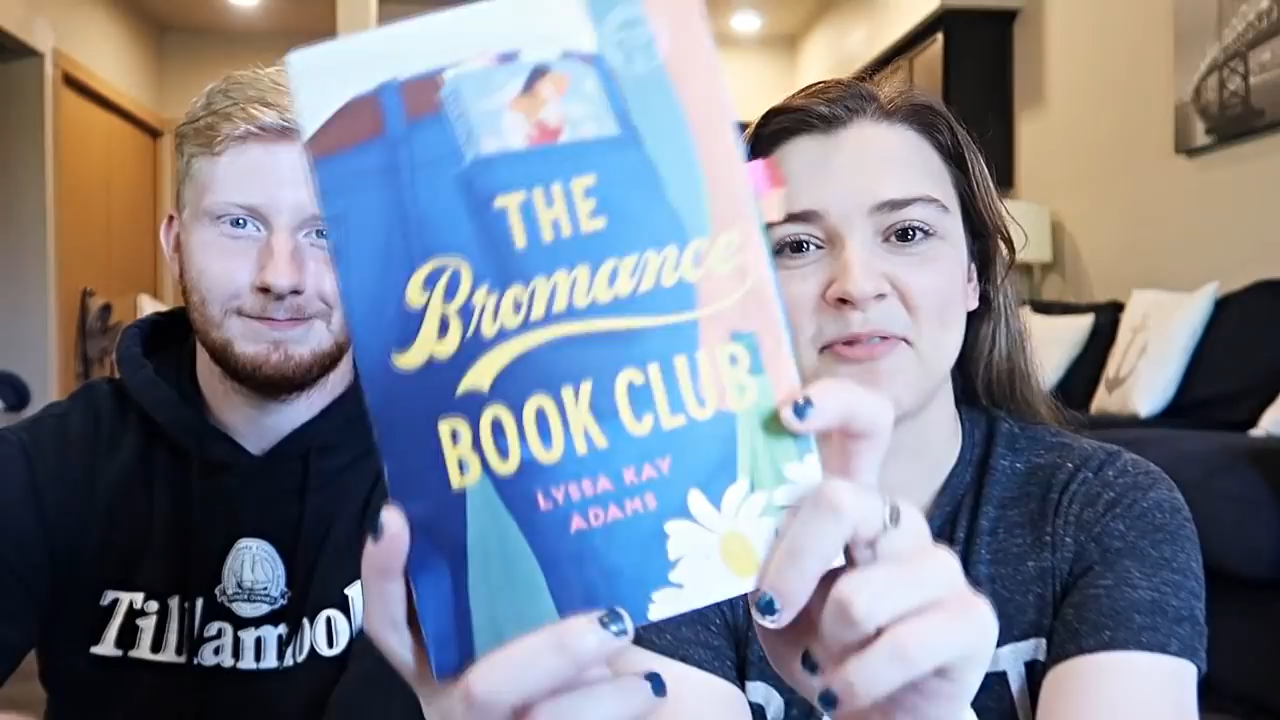 THE
Bromance
BOOK CLUB
LYSSA KAY
ADAMS
Tillamook